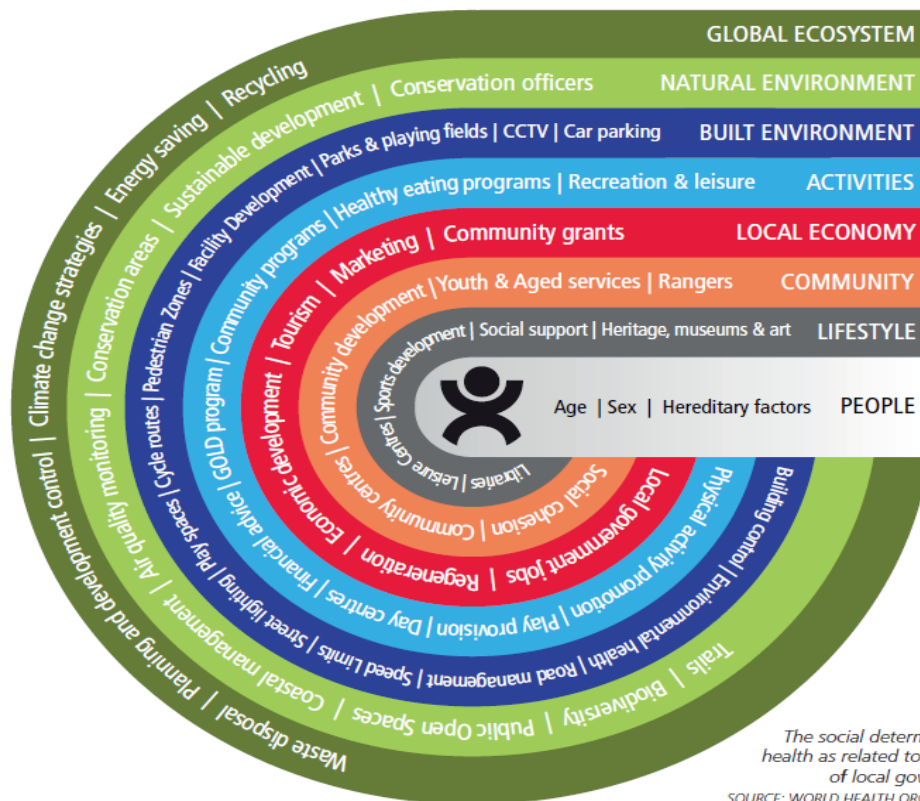 GLOBAL ECOSYSTEM
Waste disposal | Planning and development control | Climate change strategies | Energy saving | Recycling
NATURAL ENVIRONMENT
Trails | Biodiversity | Public Open Spaces | Coastal management | Air quality monitoring | Conservation areas | Sustainable development | Conservation officers
BUILT ENVIRONMENT
Building control | Environmental health | Road management | Speed Limits | Street lighting | Play spaces | Cycle routes | Pedestrian Zones | Facility Development | Parks & playing fields | CCTV | Car parking
ACTIVITIES
Physical activity promotion | Play provision | Day centres | Financial advice | GOLD program | Community programs | Healthy eating programs | Recreation & leisure
LOCAL ECONOMY
Local government jobs | Regeneration | Economic development | Tourism | Marketing | Community grants
COMMUNITY
Social cohesion | Community centres | Community development | Youth & Aged services | Rangers
LIFESTYLE
Libraries | Leisure Centres | Sports development | Social support | Heritage, museums & art
PEOPLE
Age | Sex | Hereditary factors
The social determ
health as related to
of local gov
SOURCE: WORLD HEALTH OR